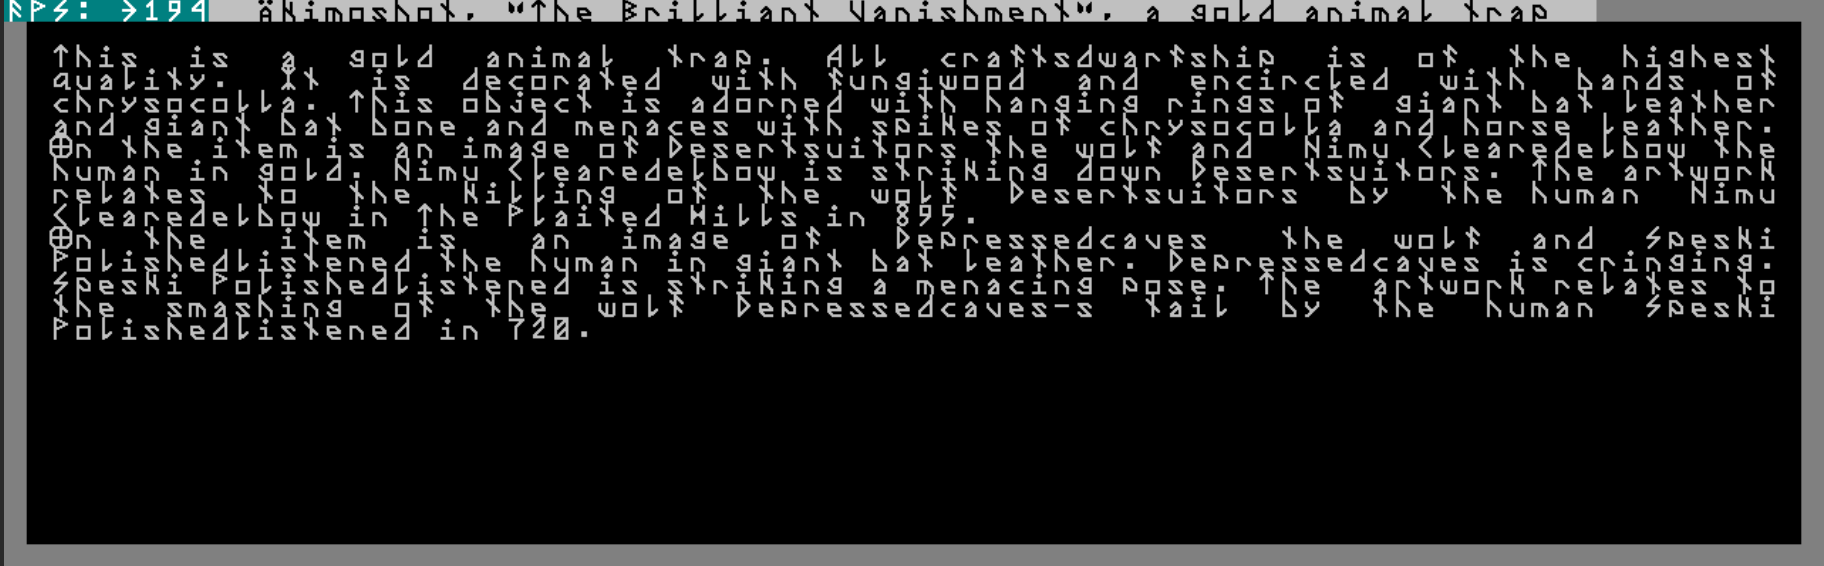 FPS: >194 Äkimoshot, "The Brilliant Vanishment", a gold animal trap
This is a gold animal trap. All craftsdwarfship is of the highest
quality. It is decorated with fungiwood and encircled with bands of
chrysocolla. This object is adorned with hanging rings of giant bat leather
and giant bat bone and menaces with spikes of chrysocolla and horse leather.
On the item is an image of Desertsuitors the wolf and Nimu Clearedelbow the
human in gold. Nimu Clearedelbow is striking down Desertsuitors. The artwork
relates to the killing of the wolf Desertsuitors by the human Nimu
Clearedelbow in The Plaited Hills in 895.
On the item is an image of Depressedcaves the wolf and Speski
Polishedlistened the human in giant bat leather. Depressedcaves is cringing.
Speski Polishedlistened is striking a menacing pose. The artwork relates to
the smashing of the wolf Depressedcaves-s tail by the human Speski
Polishedlistened in 720.